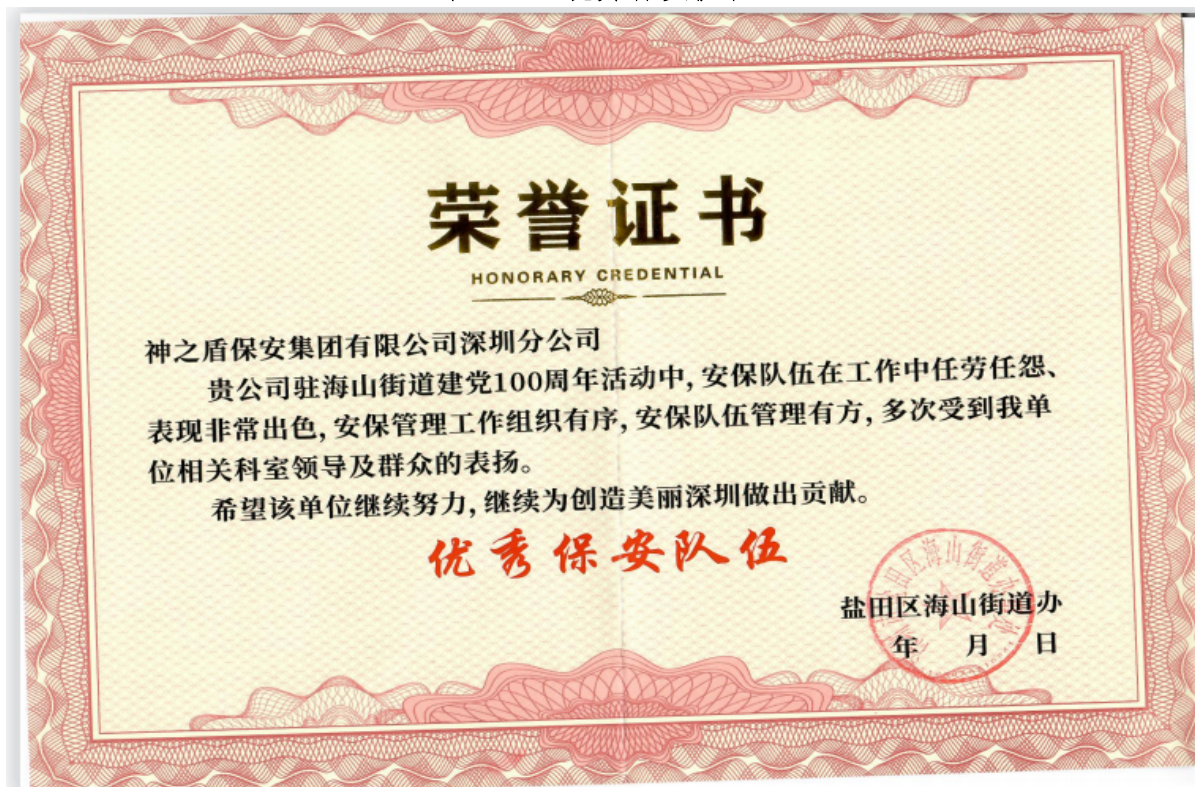 荣誉证书
HONORARY CREDENTIAL
神之盾保安集团有限公司深圳分公司
贵公司驻海山街道建党100周年活动中,安保队伍在工作中任劳任怨、
表现非常出色,安保管理工作组织有序,安保队伍管理有方,多次受到我单
位相关科室领导及群众的表扬。
希望该单位继续努力,继续为创造美丽深圳做出贡献。
优秀保安队伍
盐田区海山街道办
年 月 日